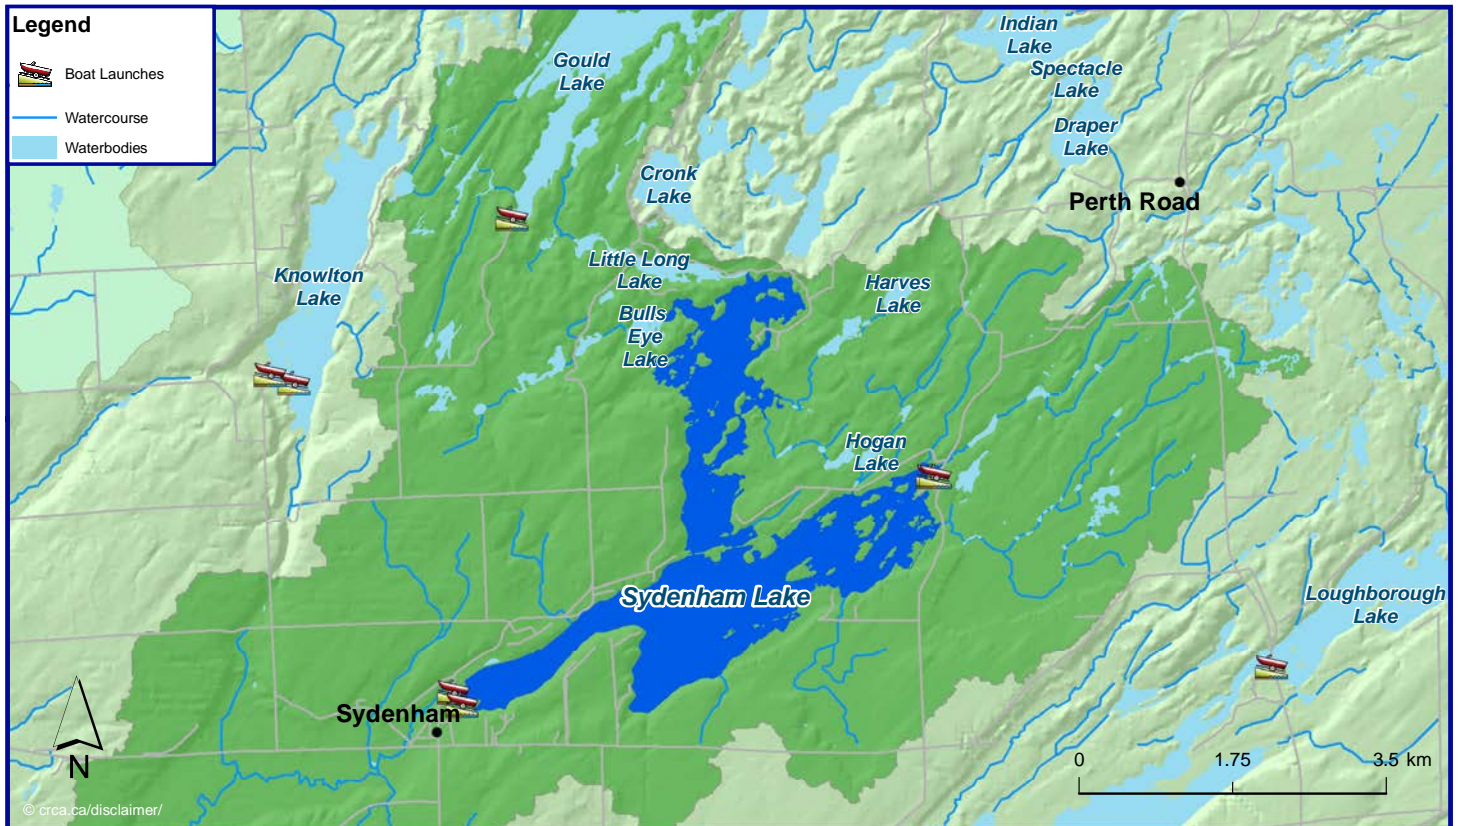 Legend
Boat Launches
Watercourse
Waterbodies
Gould
Lake
Indian
Lake
Spectacle
Lake
Draper
Lake
Cronk
Lake
Perth Road
Knowlton
Lake
Little Long
Lake
Bulls
Eye
Lake
Harves
Lake
Hogan
Lake
Sydenham Lake
Loughborough
Lake
Sydenham
N
0 1.75 3.5 km
© crca.ca/disclaimer/